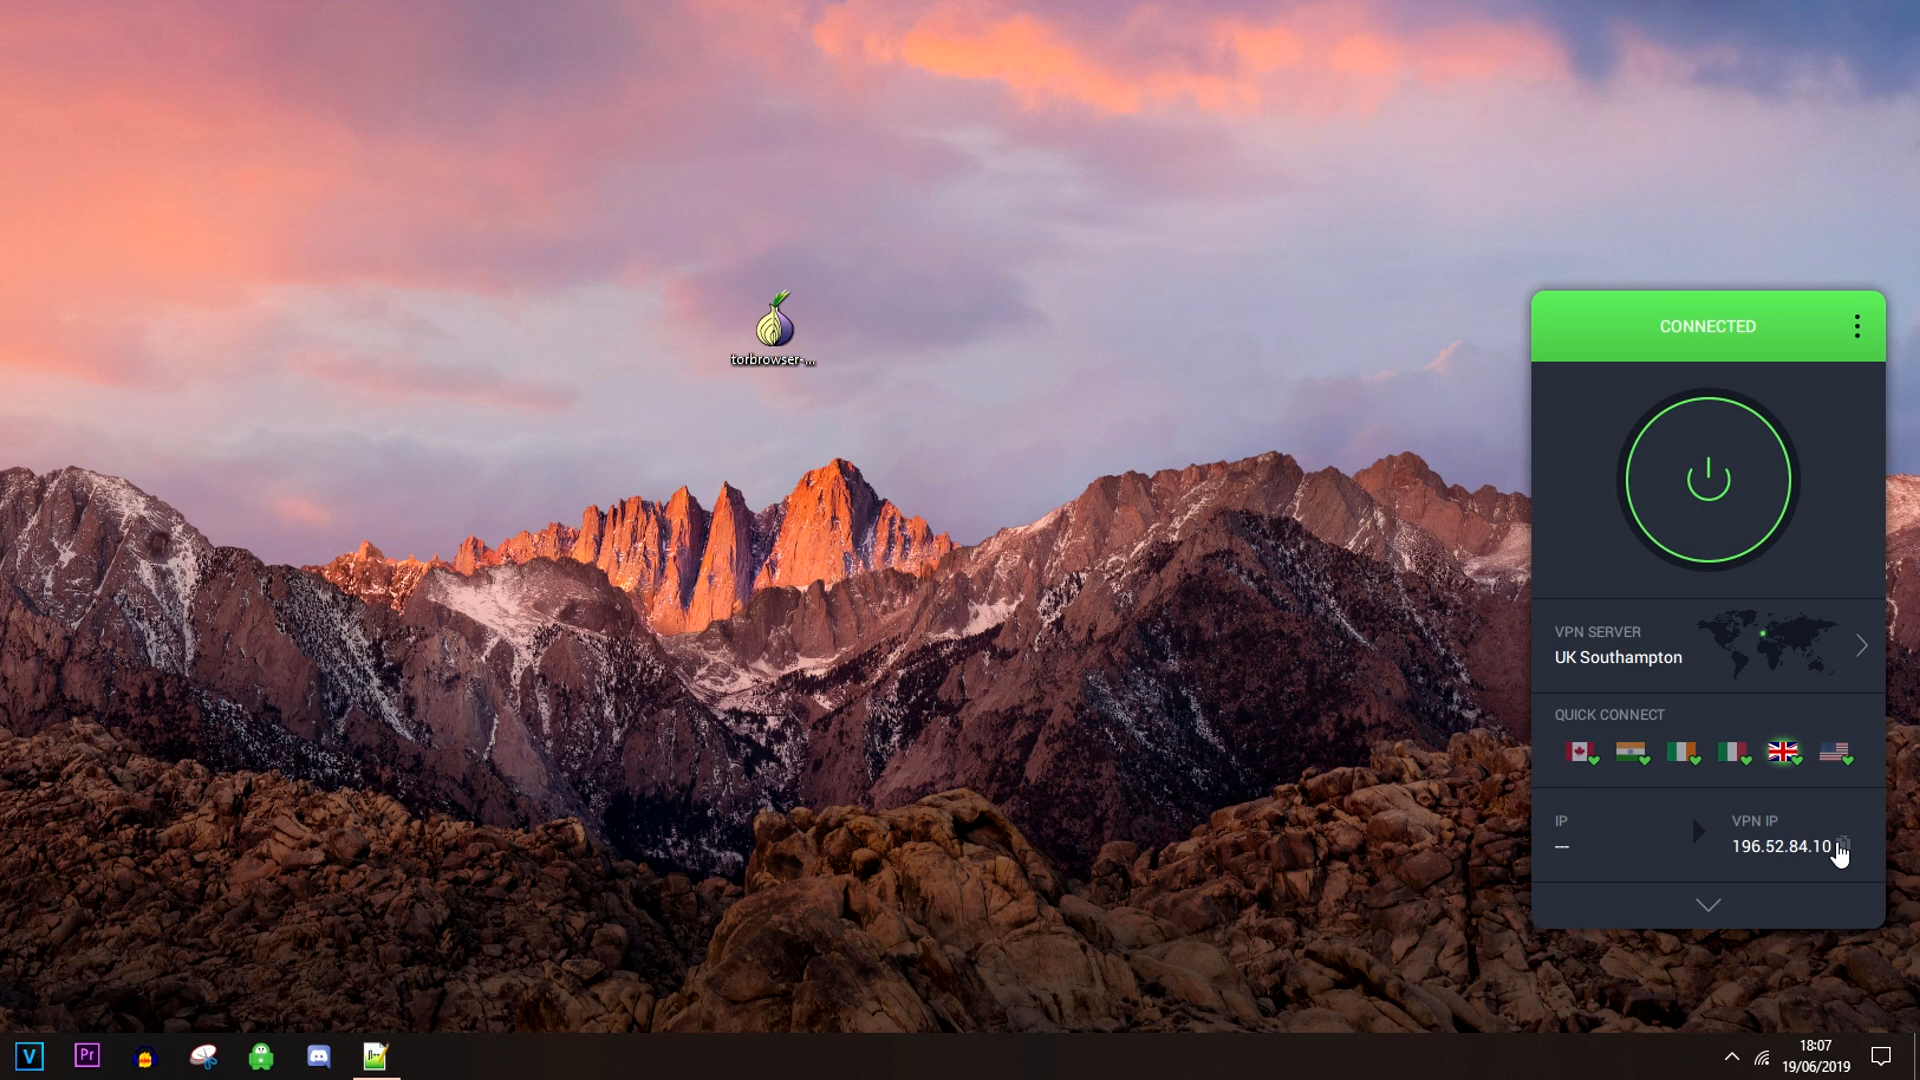 torbrowser-...
CONNECTED
VPN SERVER
UK Southampton
QUICK CONNECT
IP
---
VPN IP
196.52.84.10
V
Pr
18:07
19/06/2019